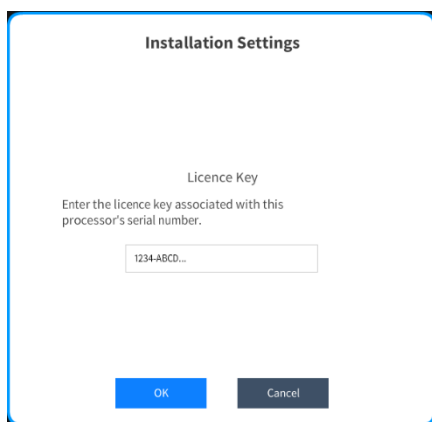 Installation Settings
Licence Key
Enter the licence key associated with this
processor's serial number.
1234-ABCD...
OK
Cancel